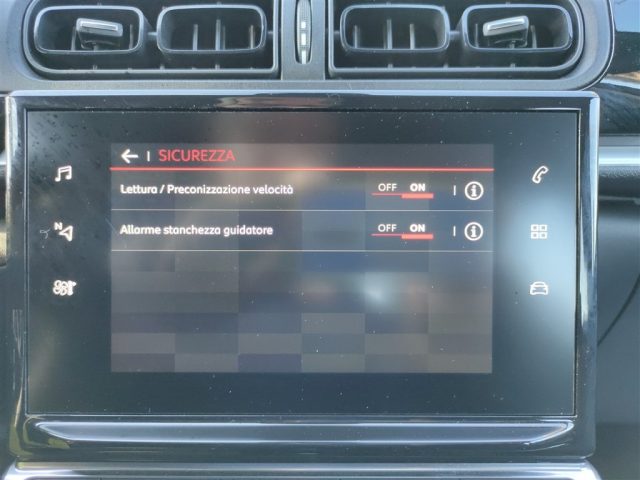 SICUREZZA
Lettura / Preconizzazione velocità OFF ON
Allarme stanchezza guidatore OFF ON
N